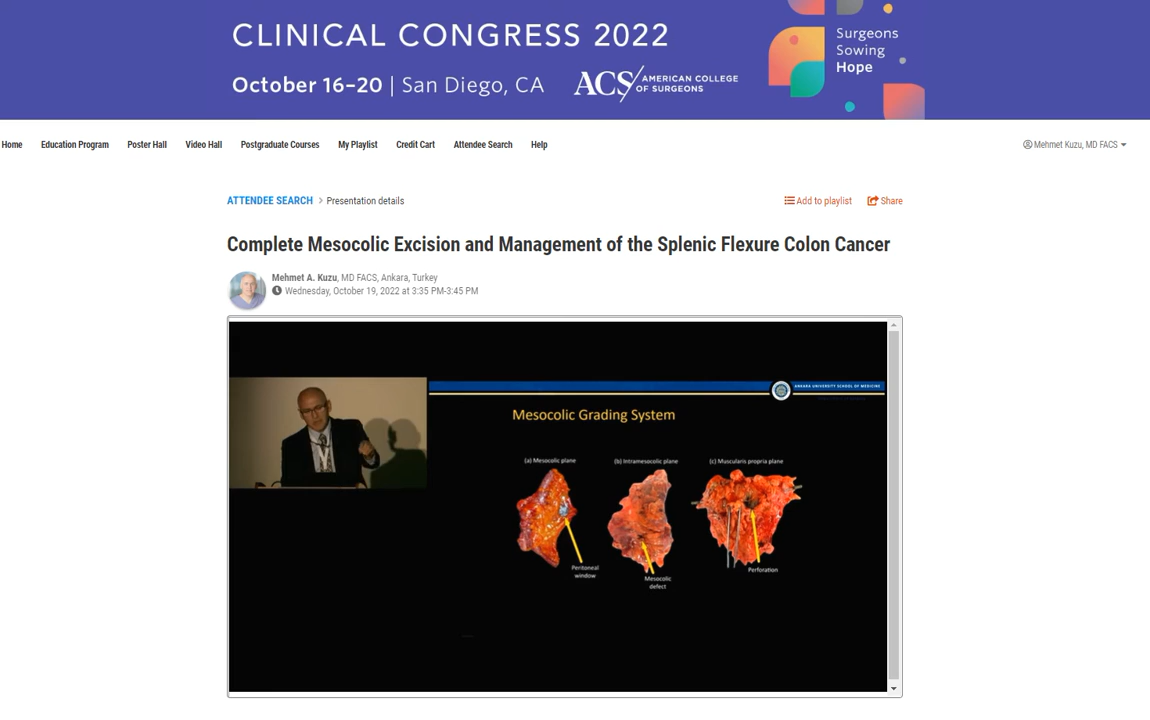 CLINICAL CONGRESS 2022
October 16–20 | San Diego, CA
ACS AMERICAN COLLEGE
OF SURGEONS
Surgeons
Sowing
Hope
Home Education Program Poster Hall Video Hall Postgraduate Courses My Playlist Credit Cart Attendee Search Help
Mehmet Kuzu, MD FACS
ATTENDEE SEARCH > Presentation details
Add to playlist Share
Complete Mesocolic Excision and Management of the Splenic Flexure Colon Cancer
Mehmet A. Kuzu, MD FACS, Ankara, Turkey
Wednesday, October 19, 2022 at 3:35 PM-3:45 PM
ANKARA UNIVERSITY SCHOOL OF MEDICINE
Mesocolic Grading System
(a) Mesocolic plane
(b) Intramesocolic plane
(c) Muscularis propria plane
Peritoneal
window
Mesocolic
defect
Perforation